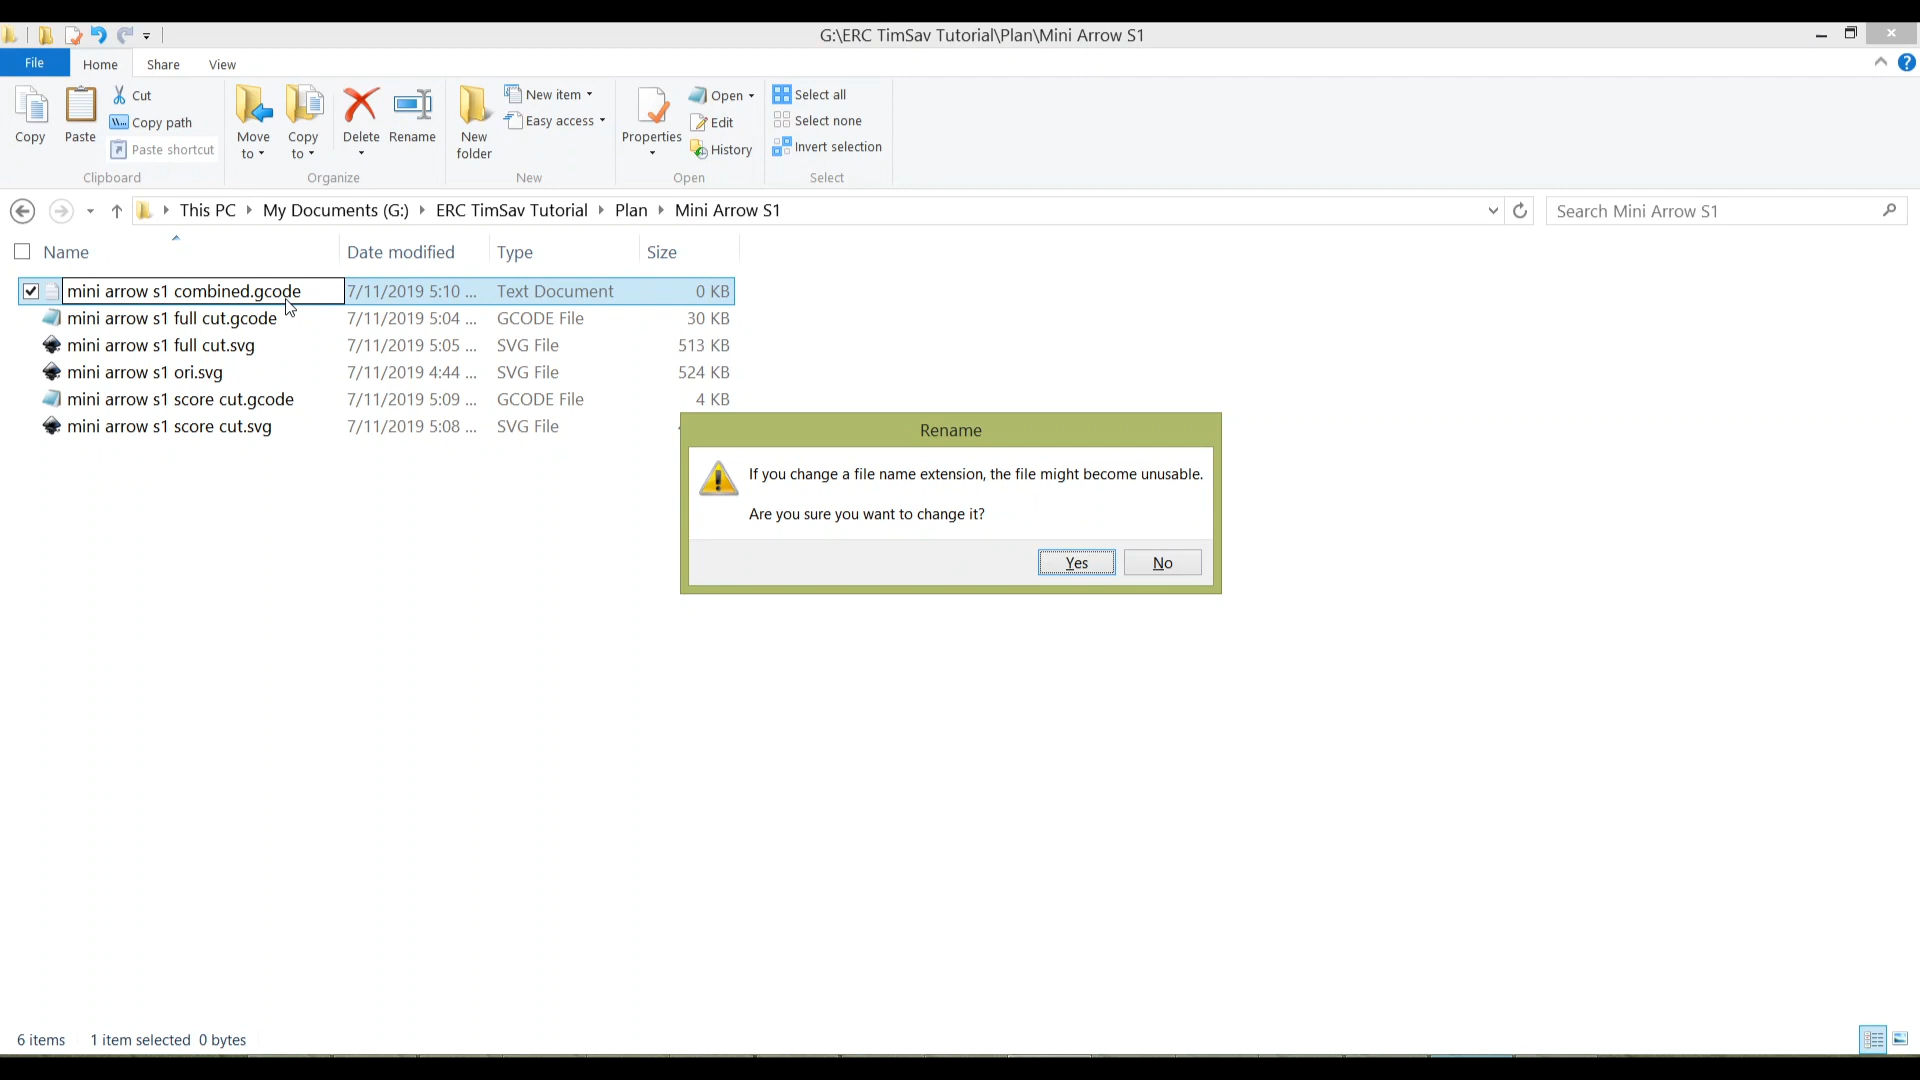 G:\ERC TimSav Tutorial\Plan\Mini Arrow S1
File Home Share View
Copy
Paste
Cut
Copy path
Paste shortcut
Clipboard
Move to
Copy to
Delete
Rename
Organize
New folder
New item
Easy access
New
Properties
Open
Edit
History
Open
Select all
Select none
Invert selection
Select
This PC My Documents (G:) ERC TimSav Tutorial Plan Mini Arrow S1
Search Mini Arrow S1
Name Date modified Type Size
mini arrow s1 combined.gcode 7/11/2019 5:10 ... Text Document 0 KB
mini arrow s1 full cut.gcode 7/11/2019 5:04 ... GCODE File 30 KB
mini arrow s1 full cut.svg 7/11/2019 5:05 ... SVG File 513 KB
mini arrow s1 ori.svg 7/11/2019 4:44 ... SVG File 524 KB
mini arrow s1 score cut.gcode 7/11/2019 5:09 ... GCODE File 4 KB
mini arrow s1 score cut.svg 7/11/2019 5:08 ... SVG File
Rename
If you change a file name extension, the file might become unusable.
Are you sure you want to change it?
Yes No
6 items 1 item selected 0 bytes